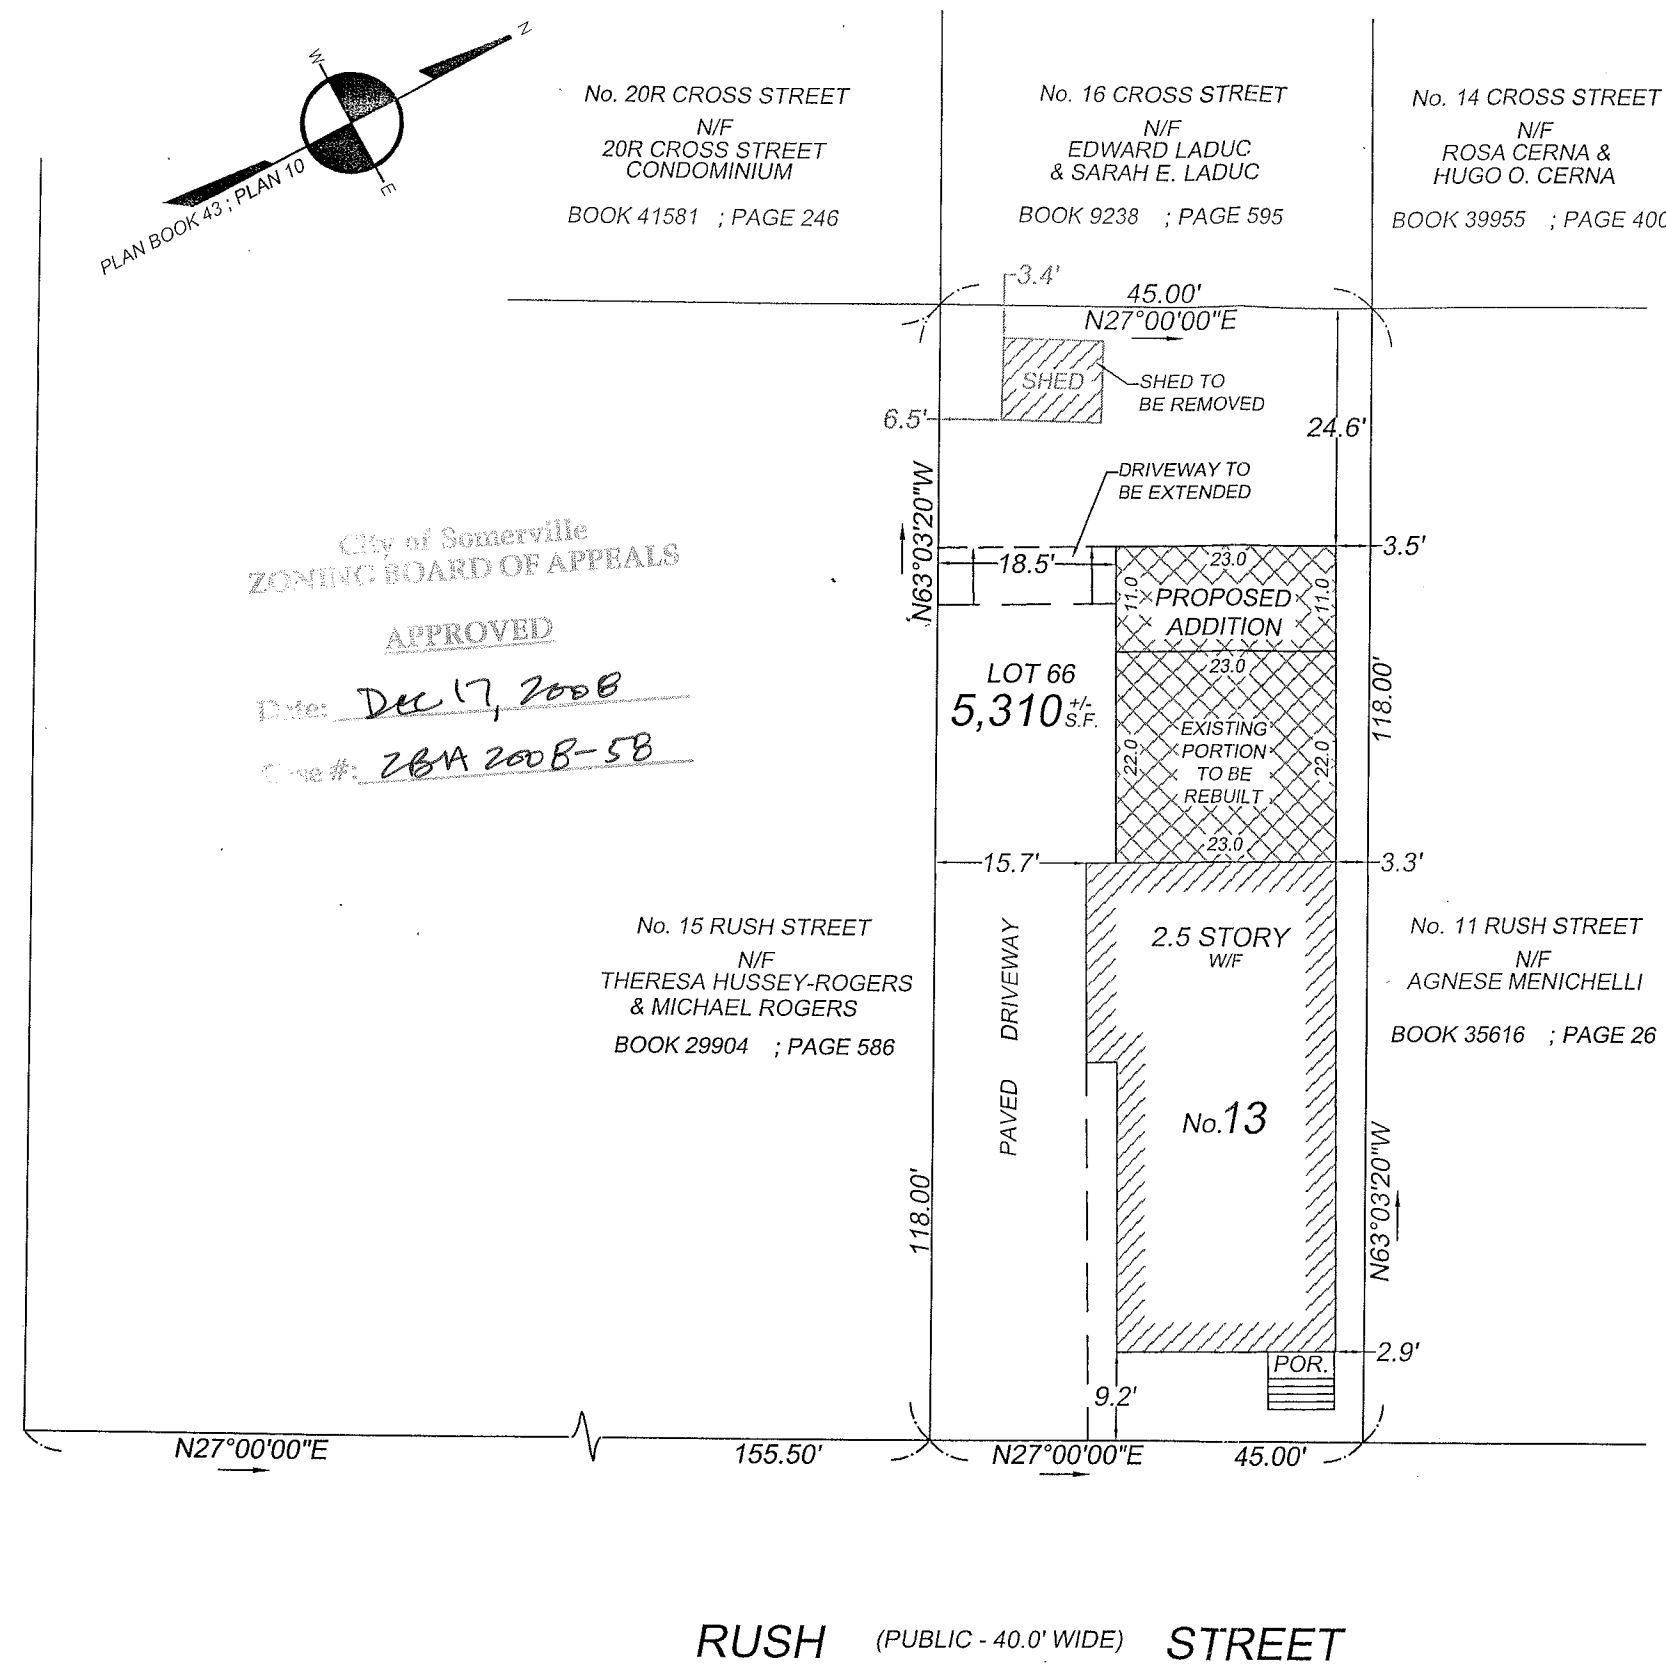 N
W
E
PLAN BOOK 43 ; PLAN 10
No. 20R CROSS STREET
N/F
20R CROSS STREET
CONDOMINIUM
BOOK 41581 ; PAGE 246
No. 16 CROSS STREET
N/F
EDWARD LADUC
& SARAH E. LADUC
BOOK 9238 ; PAGE 595
No. 14 CROSS STREET
N/F
ROSA CERNA &
HUGO O. CERNA
BOOK 39955 ; PAGE 400
3.4'
45.00'
N27°00'00"E
SHED
SHED TO
BE REMOVED
6.5'
24.6'
DRIVEWAY TO
BE EXTENDED
N63°03'20"W
City of Somerville
ZONING BOARD OF APPEALS
APPROVED
Date: Dec 17, 2008
Case #: ZBA 2008-58
18.5'
23.0
3.5'
11.0
PROPOSED
ADDITION
11.0
23.0
LOT 66
5,310 +/-
S.F.
118.00'
EXISTING
PORTION
TO BE
REBUILT
22.0
22.0
23.0
15.7'
3.3'
No. 15 RUSH STREET
N/F
THERESA HUSSEY-ROGERS
& MICHAEL ROGERS
BOOK 29904 ; PAGE 586
PAVED DRIVEWAY
2.5 STORY
W/F
No. 11 RUSH STREET
N/F
AGNESE MENICHELLI
BOOK 35616 ; PAGE 26
No.13
118.00'
N63°03'20"W
2.9'
POR.
9.2'
N27°00'00"E
155.50'
N27°00'00"E
45.00'
RUSH (PUBLIC - 40.0' WIDE) STREET